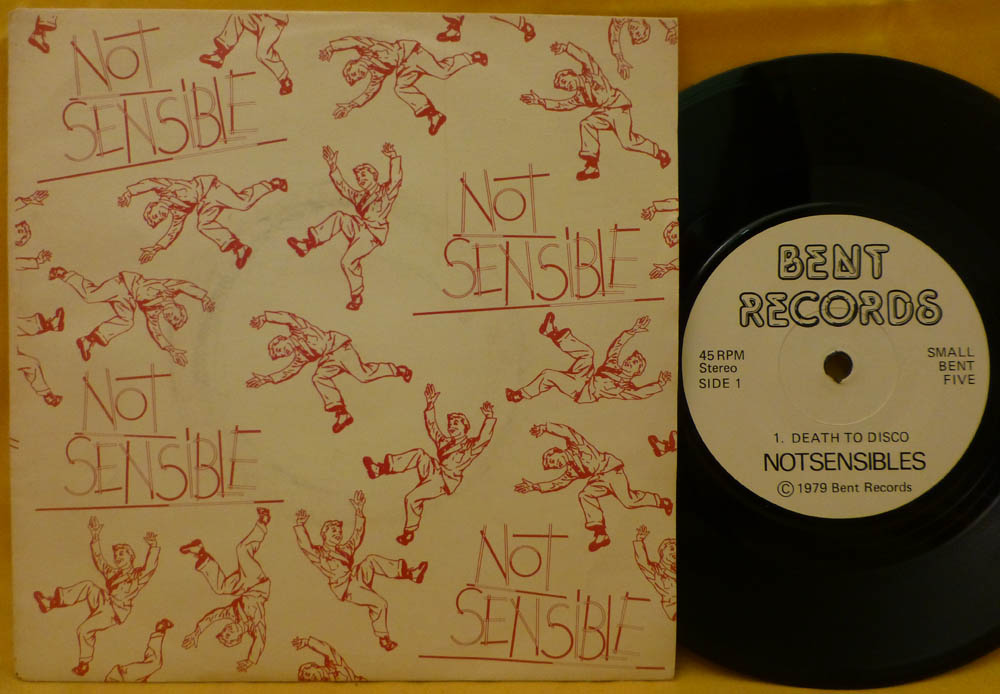 NOT
SENSIBLE
NOT
SENSIBLE
NOT
SENSIBLE
NOT
SENSIBLE
BENT
RECORDS
45 RPM
Stereo
SIDE 1
SMALL
BENT
FIVE
1. DEATH TO DISCO
NOTSENSIBLES
© 1979 Bent Records